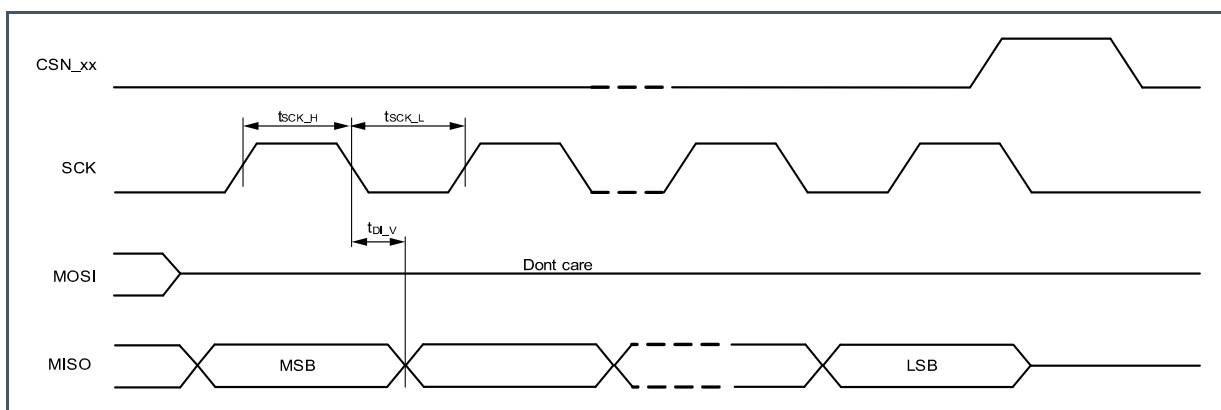 CSN_xx
tSCK_H
tSCK_L
SCK
tDI_V
MOSI
Dont care
MISO
MSB
LSB